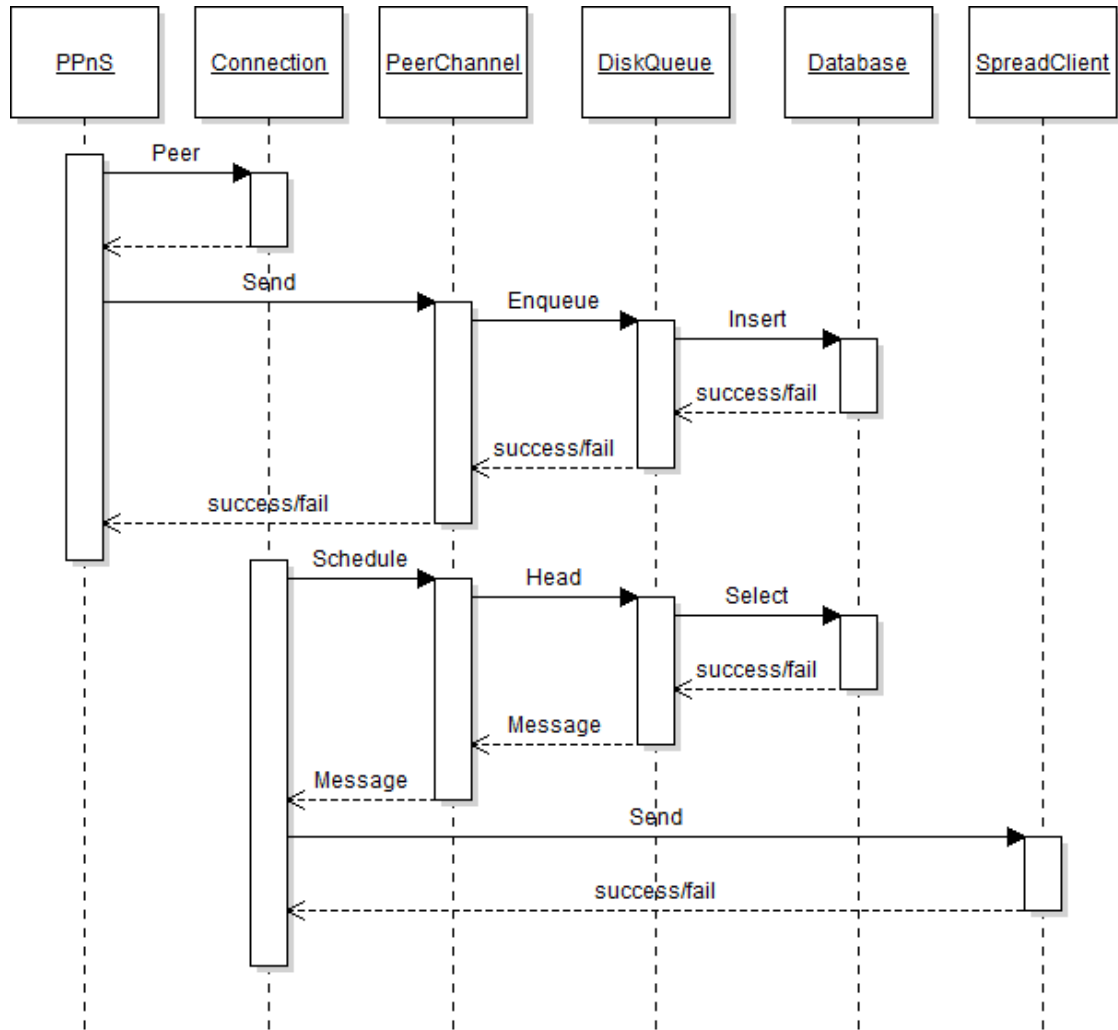 PPnS
Connection
PeerChannel
DiskQueue
Database
SpreadClient
Peer
Send
Enqueue
Insert
success/fail
success/fail
success/fail
Schedule
Head
Select
success/fail
Message
Message
Send
success/fail